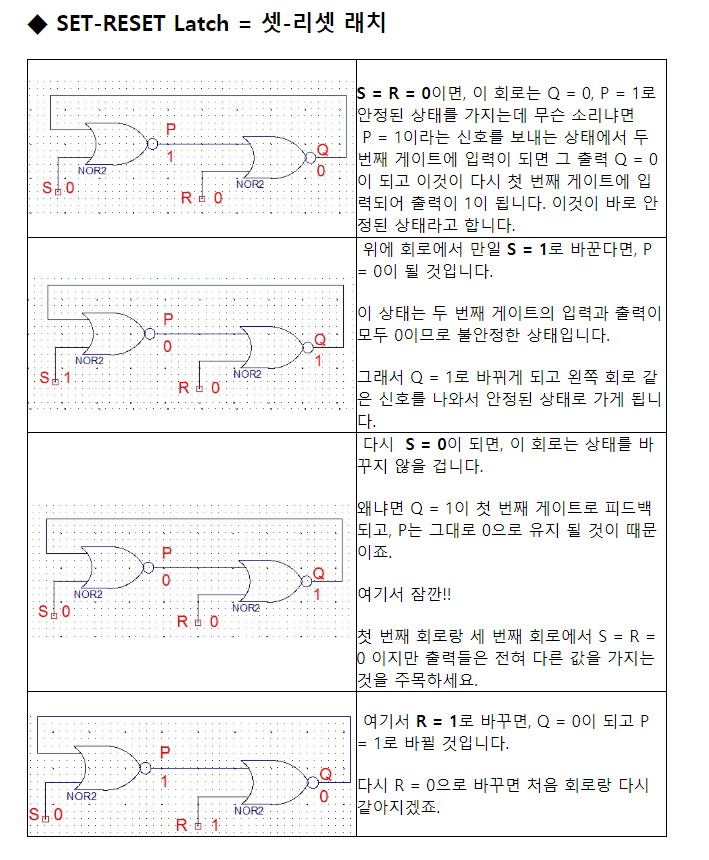 ◆ SET-RESET Latch = 셋-리셋 래치
P
1
Q
0
NOR2
NOR2
S 0
R 0
S = R = 0이면, 이 회로는 Q = 0, P = 1로
안정된 상태를 가지는데 무슨 소리냐면
P = 1이라는 신호를 보내는 상태에서 두
번째 게이트에 입력이 되면 그 출력 Q = 0
이 되고 이것이 다시 첫 번째 게이트에 입
력되어 출력이 1이 됩니다. 이것이 바로 안
정된 상태라고 합니다.
P
0
Q
1
NOR2
NOR2
S 1
R 0
위에 회로에서 만일 S = 1로 바꾼다면, P
= 0이 될 것입니다.
이 상태는 두 번째 게이트의 입력과 출력이
모두 0이므로 불안정한 상태입니다.
그래서 Q = 1로 바뀌게 되고 왼쪽 회로 같
은 신호를 나와서 안정된 상태로 가게 됩니
다.
P
0
Q
1
NOR2
NOR2
S 0
R 0
다시 S = 0이 되면, 이 회로는 상태를 바
꾸지 않을 겁니다.
왜냐면 Q = 1이 첫 번째 게이트로 피드백
되고, P는 그대로 0으로 유지 될 것이 때문
이죠.
여기서 잠깐!!
첫 번째 회로랑 세 번째 회로에서 S = R =
0 이지만 출력들은 전혀 다른 값을 가지는
것을 주목하세요.
P
1
Q
0
NOR2
NOR2
S 0
R 1
여기서 R = 1로 바꾸면, Q = 0이 되고 P
= 1로 바뀔 것입니다.
다시 R = 0으로 바꾸면 처음 회로랑 다시
같아지겠죠.